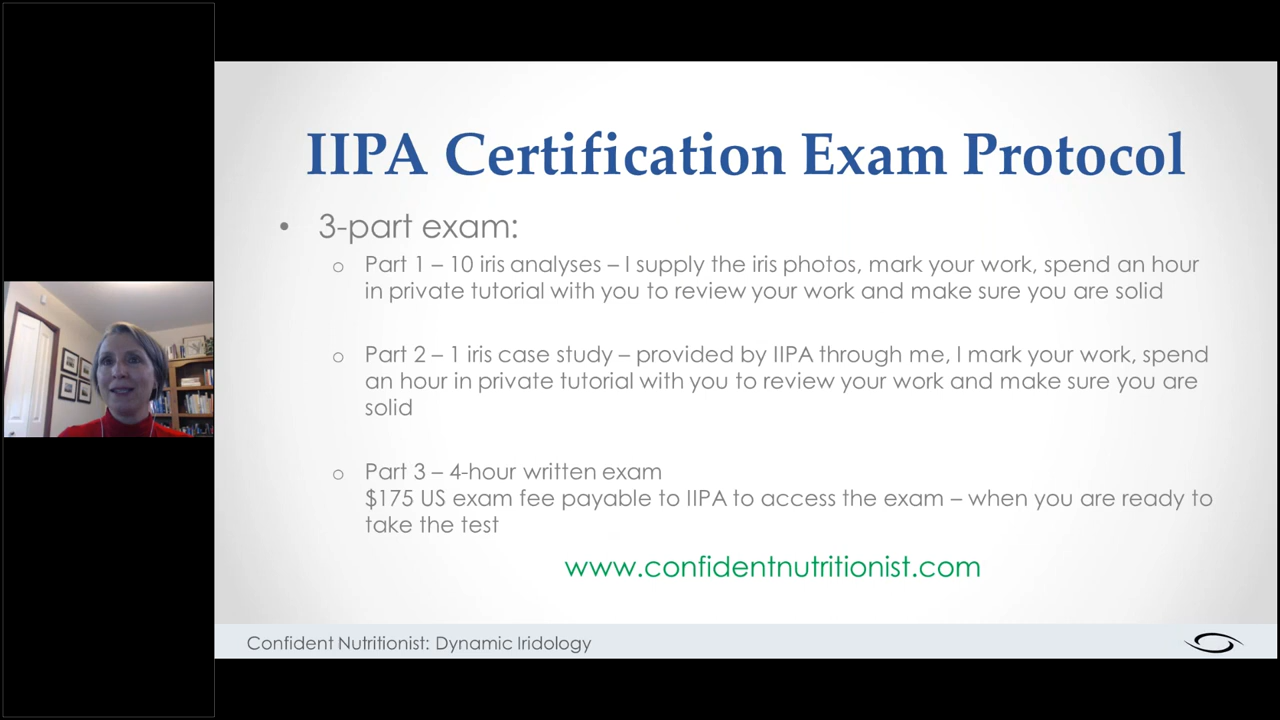 IIPA Certification Exam Protocol
• 3-part exam:
o Part 1 – 10 iris analyses – I supply the iris photos, mark your work, spend an hour
in private tutorial with you to review your work and make sure you are solid
o Part 2 – 1 iris case study – provided by IIPA through me, I mark your work, spend
an hour in private tutorial with you to review your work and make sure you are
solid
o Part 3 – 4-hour written exam
$175 US exam fee payable to IIPA to access the exam – when you are ready to
take the test
www.confidentnutritionist.com
Confident Nutritionist: Dynamic Iridology